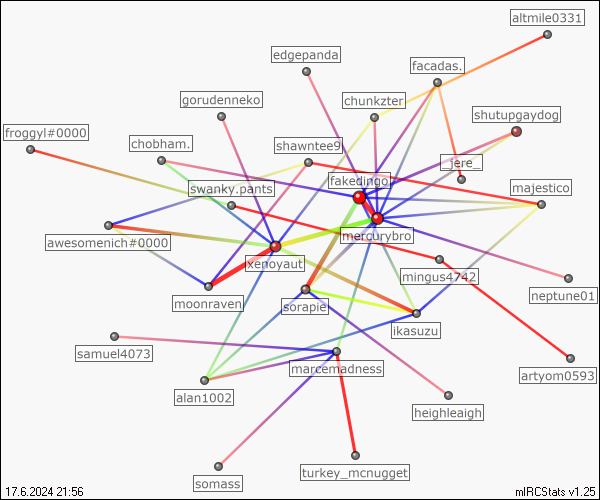 altmile0331
edgepanda
facadas.
gorudenneko
chunkzter
shutupgaydog
froggyl#0000
chobham.
shawntee9
_jere_
fakedingo.
swanky.pants
majestico
mercurybro
awesomenich#0000
xenoyaut
mingus4742
neptune01
moonraven
sorapie
ikasuzu
samuel4073
marcemadness
artyom0593
alan1002
heighleaigh
turkey_mcnugget
somass
17.6.2024 21:56
mIRCStats v1.25